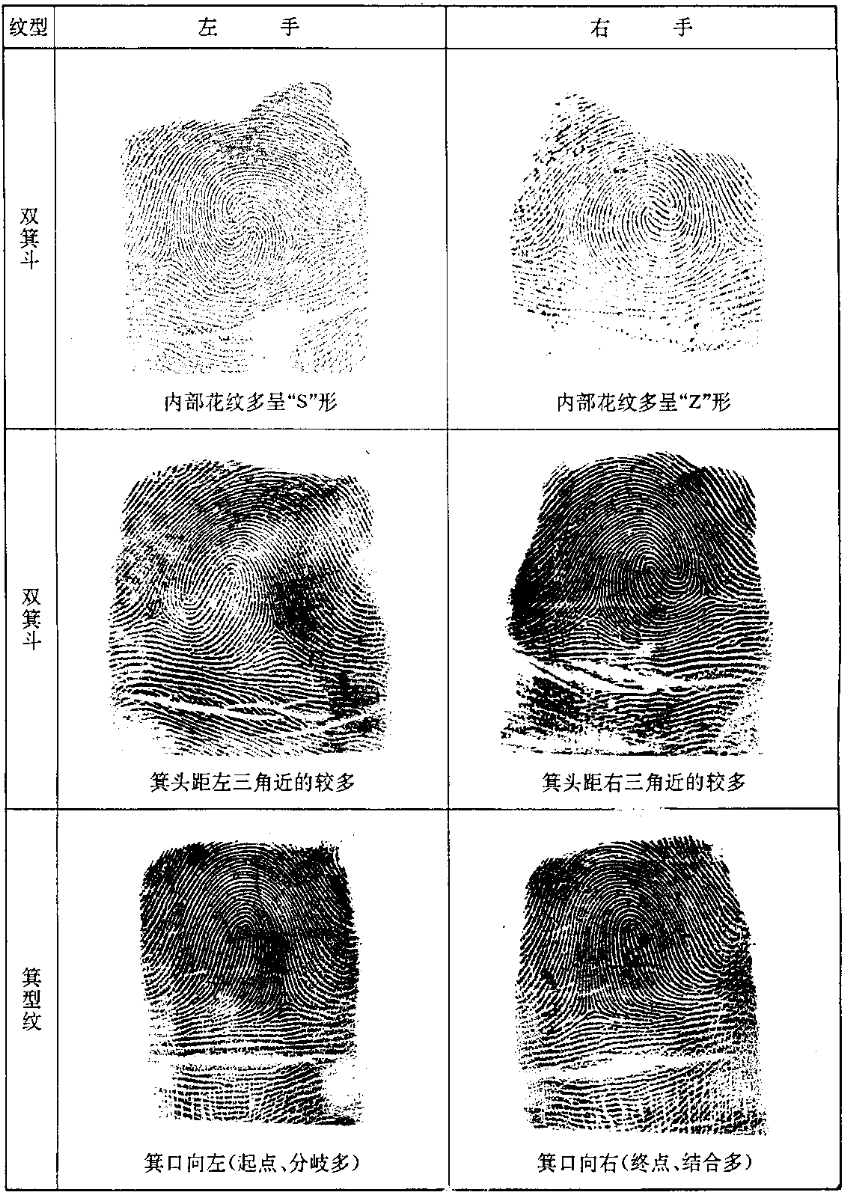 纹型 左 手 右 手
双箕斗
内部花纹多呈“S”形 内部花纹多呈“Z”形
双箕斗
箕头距左三角近的较多 箕头距右三角近的较多
箕型纹
箕口向左(起点、分岐多) 箕口向右(终点、结合多)